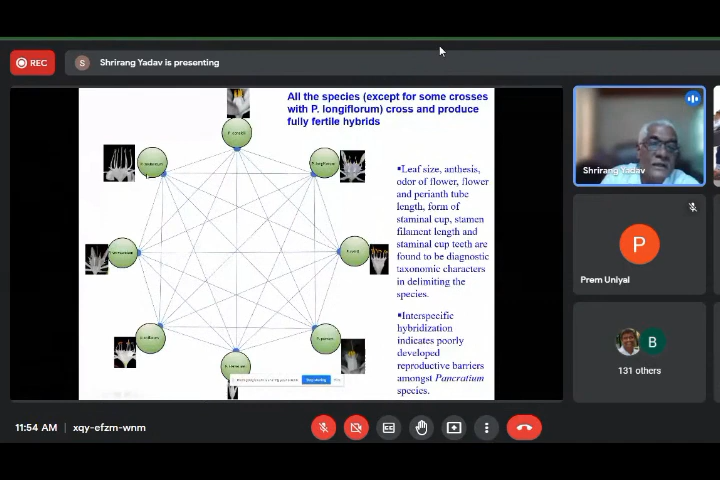 REC
S
Shrirang Yadav is presenting
All the species (except for some crosses
with P. longiflorum) cross and produce
fully fertile hybrids
▪Leaf size, anthesis,
odor of flower, flower
and perianth tube
length, form of
staminal cup, stamen
filament length and
staminal cup teeth are
found to be diagnostic
taxonomic characters
in delimiting the
species.
▪Interspecific
hybridization
indicates poorly
developed
reproductive barriers
amongst Pancratium
species.
Shrirang Yadav
P
Prem Uniyal
B
131 others
11:54 AM | xqy-efzm-wnm